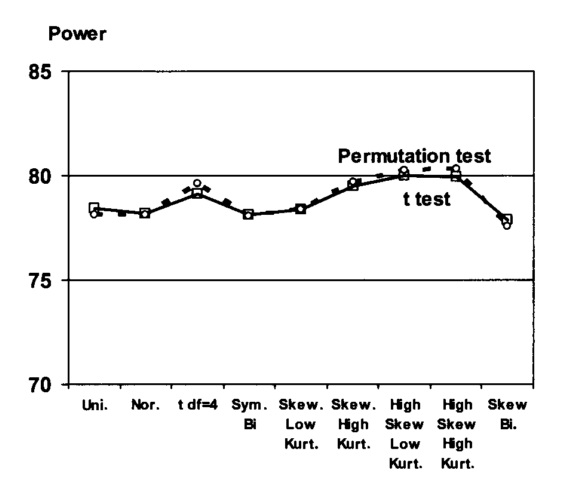 Power
85
80
75
70
Permutation test
t test
Uni. Nor. t df=4 Sym. Skew. Skew. High High Skew
Bi Low High Skew Skew Bi.
Kurt. Kurt. Low High
Kurt. Kurt.